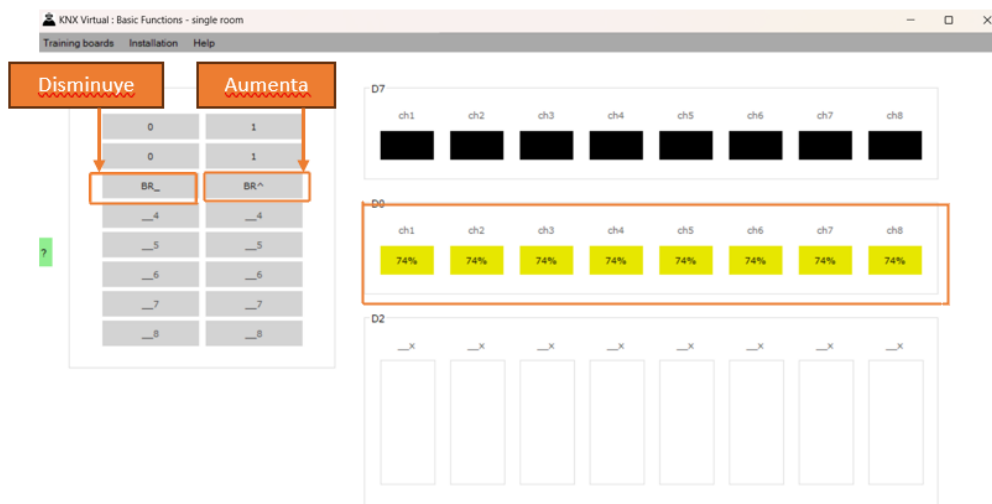 KNX Virtual : Basic Functions - single room
Training boards Installation Help
Disminuye Aumenta
0 1
0 1
BR_ BR^
__4 __4
__5 __5
__6 __6
__7 __7
__8 __8
?
D7
ch1 ch2 ch3 ch4 ch5 ch6 ch7 ch8
D0
ch1 ch2 ch3 ch4 ch5 ch6 ch7 ch8
74% 74% 74% 74% 74% 74% 74% 74%
D2
__x __x __x __x __x __x __x __x